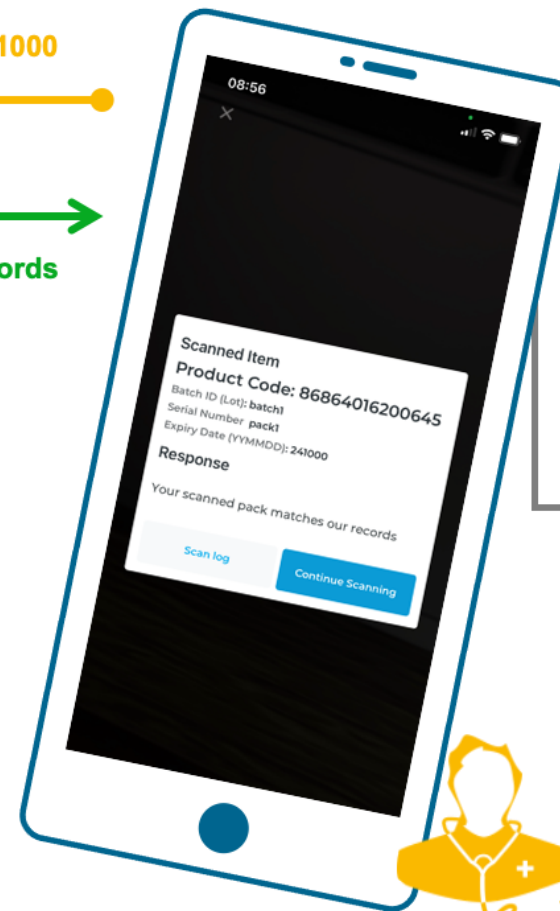 1000
ords
08:56
Scanned Item
Product Code: 86864016200645
Batch ID (Lot): batch1
Serial Number pack1
Expiry Date (YYMMDD): 241000
Response
Your scanned pack matches our records
Scan log
Continue Scanning